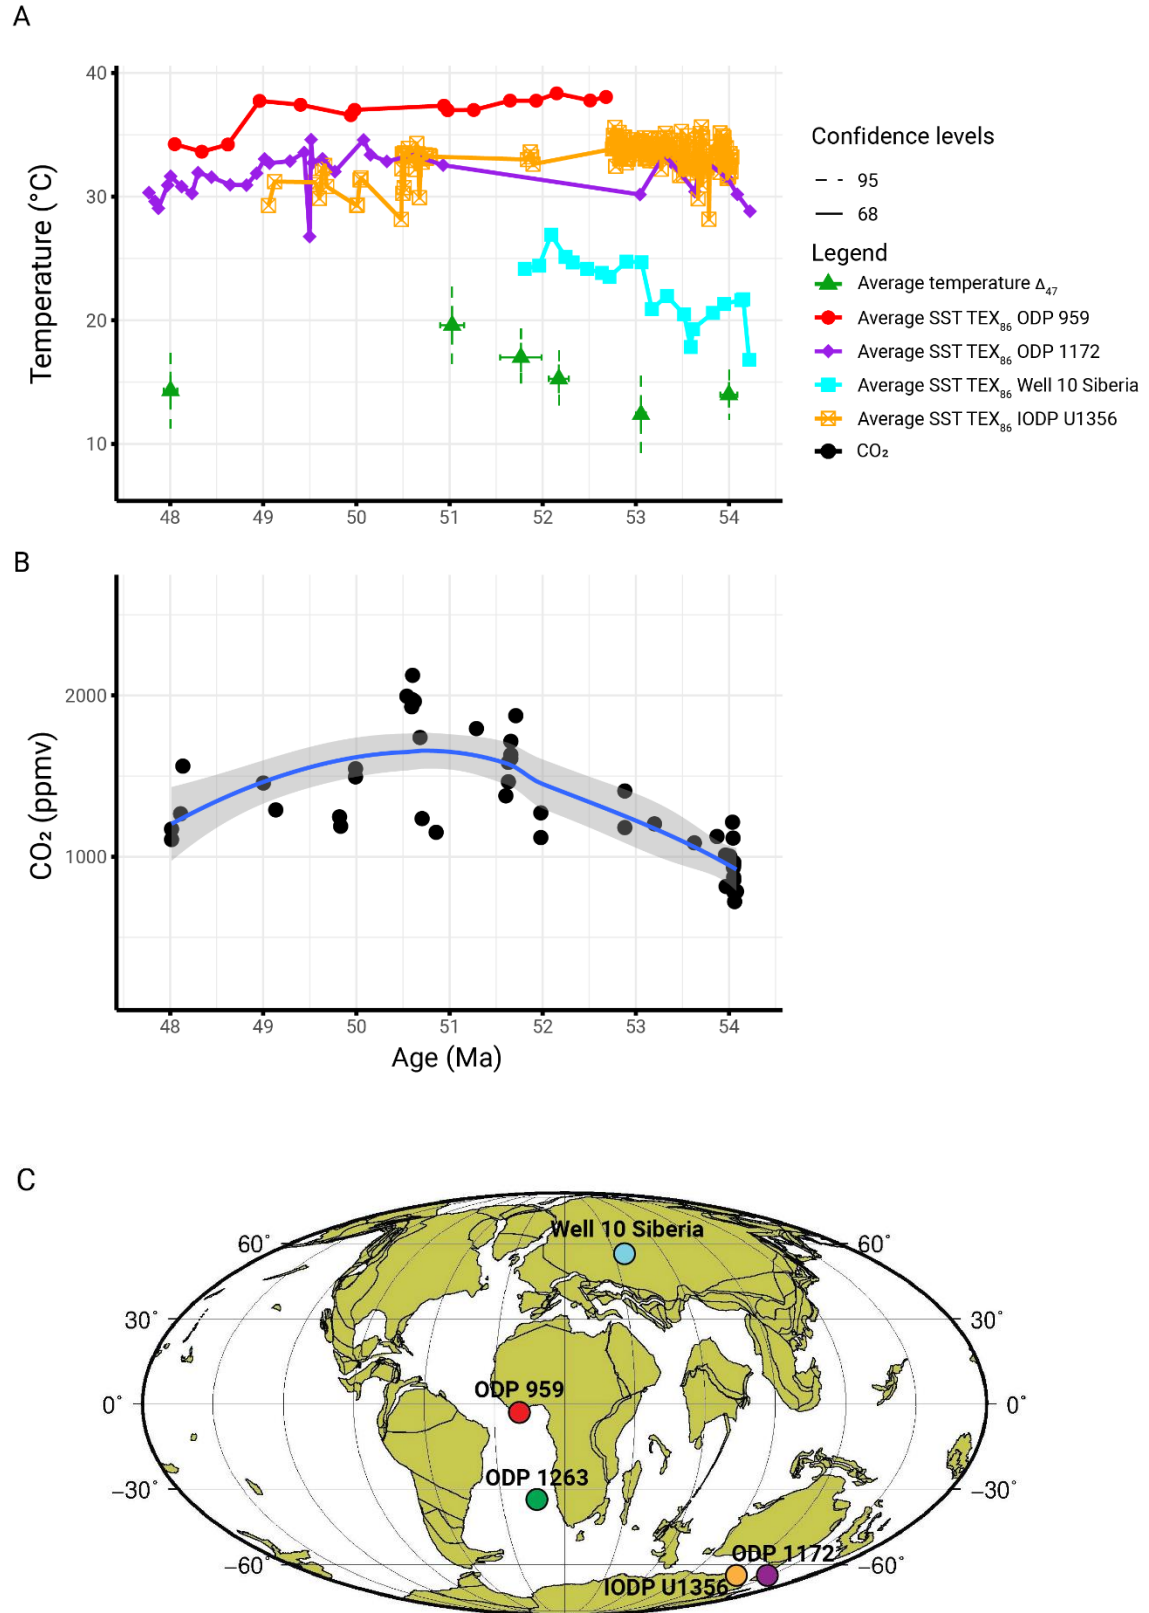 A
Temperature (°C)
40
30
20
10
48 49 50 51 52 53 54
Confidence levels
95
68
Legend
Average temperature Δ₄₇
Average SST TEX₈₆ ODP 959
Average SST TEX₈₆ ODP 1172
Average SST TEX₈₆ Well 10 Siberia
Average SST TEX₈₆ IODP U1356
CO₂
B
CO₂ (ppmv)
2000
1000
48 49 50 51 52 53 54
Age (Ma)
C
Well 10 Siberia
60° 60°
30° 30°
ODP 959
0° 0°
ODP 1263
−30° −30°
ODP 1172
−60° −60°
IODP U1356